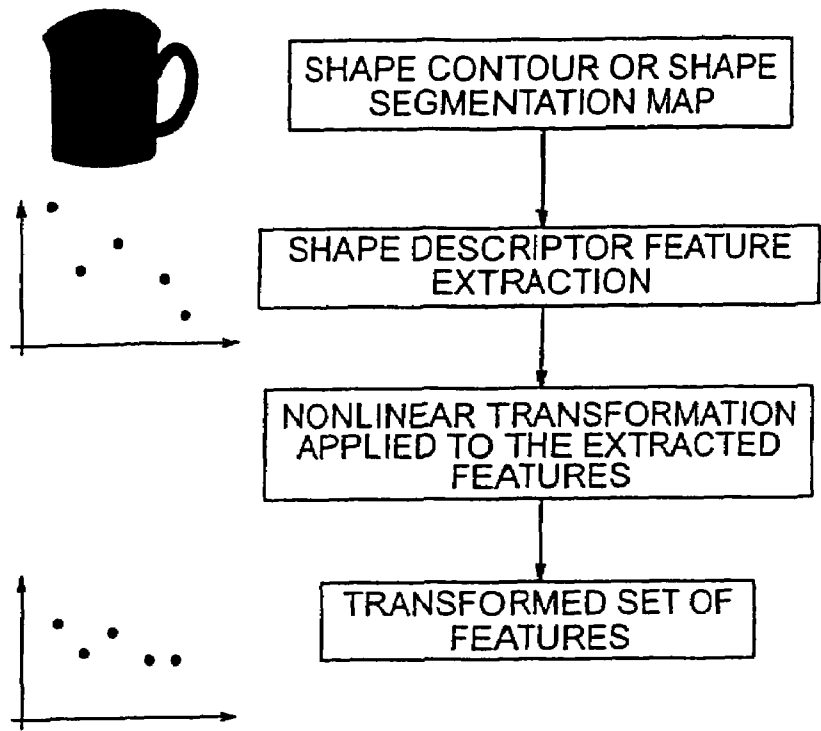 SHAPE CONTOUR OR SHAPE
SEGMENTATION MAP
SHAPE DESCRIPTOR FEATURE
EXTRACTION
NONLINEAR TRANSFORMATION
APPLIED TO THE EXTRACTED
FEATURES
TRANSFORMED SET OF
FEATURES